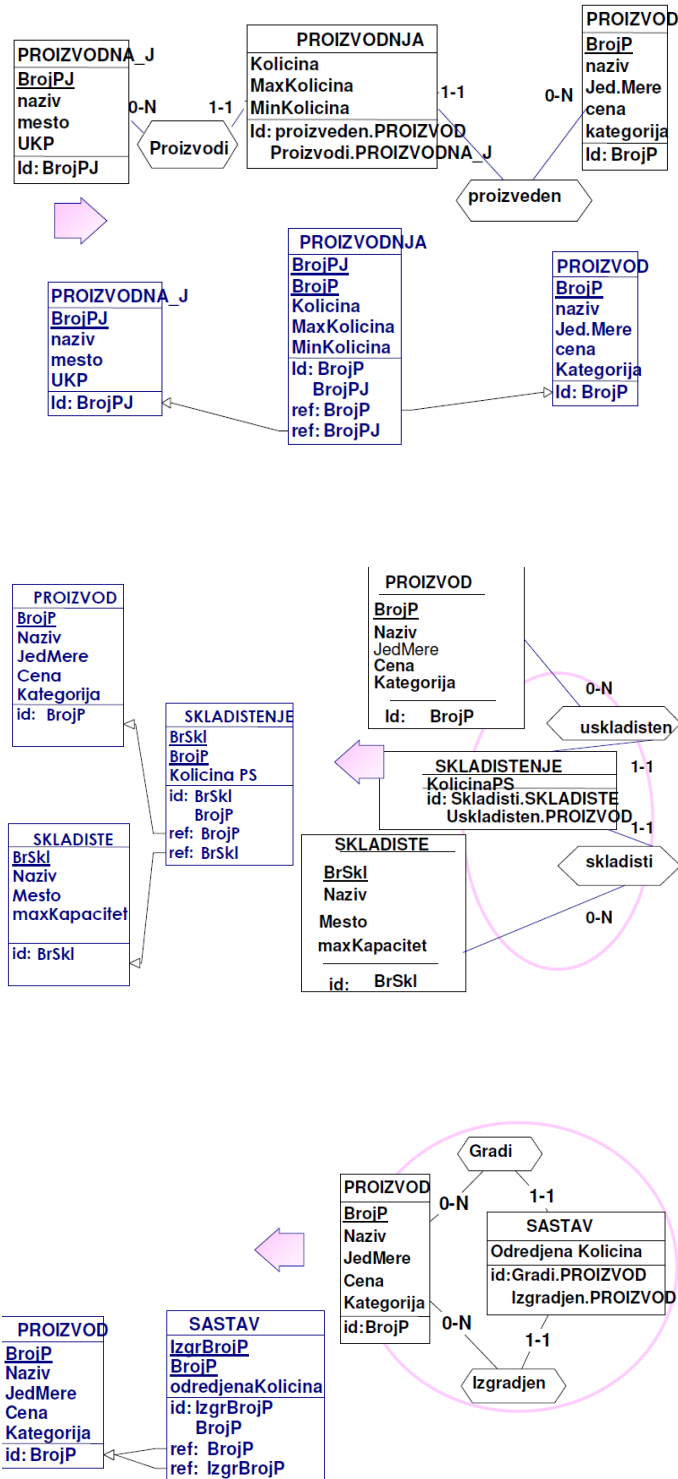 PROIZVODNA_J
BrojPJ
naziv
mesto
UKP
Id: BrojPJ
0-N
Proizvodi
1-1
PROIZVODNJA
Kolicina
MaxKolicina
MinKolicina
Id: proizveden.PROIZVOD
Proizvodi.PROIZVODNA_J
1-1
proizveden
0-N
PROIZVOD
BrojP
naziv
Jed.Mere
cena
kategorija
Id: BrojP
PROIZVODNA_J
BrojPJ
naziv
mesto
UKP
Id: BrojPJ
PROIZVODNJA
BrojPJ
BrojP
Kolicina
MaxKolicina
MinKolicina
Id: BrojP
BrojPJ
ref: BrojP
ref: BrojPJ
PROIZVOD
BrojP
naziv
Jed.Mere
cena
Kategorija
Id: BrojP
PROIZVOD
BrojP
Naziv
JedMere
Cena
Kategorija
id: BrojP
SKLADISTE
BrSkl
Naziv
Mesto
maxKapacitet
id: BrSkl
SKLADISTENJE
BrSkl
BrojP
Kolicina PS
id: BrSkl
BrojP
ref: BrojP
ref: BrSkl
PROIZVOD
BrojP
Naziv
JedMere
Cena
Kategorija
Id: BrojP
0-N
uskladisten
1-1
SKLADISTENJE
KolicinaPS
id: Skladisti.SKLADISTE
Uskladisten.PROIZVOD
1-1
skladisti
0-N
SKLADISTE
BrSkl
Naziv
Mesto
maxKapacitet
id: BrSkl
Gradi
0-N
1-1
PROIZVOD
BrojP
Naziv
JedMere
Cena
Kategorija
id:BrojP
SASTAV
Odredjena Kolicina
id:Gradi.PROIZVOD
Izgradjen.PROIZVOD
0-N
1-1
Izgradjen
PROIZVOD
BrojP
Naziv
JedMere
Cena
Kategorija
id: BrojP
SASTAV
IzgrBrojP
BrojP
odredjenaKolicina
id: IzgrBrojP
BrojP
ref: BrojP
ref: IzgrBrojP